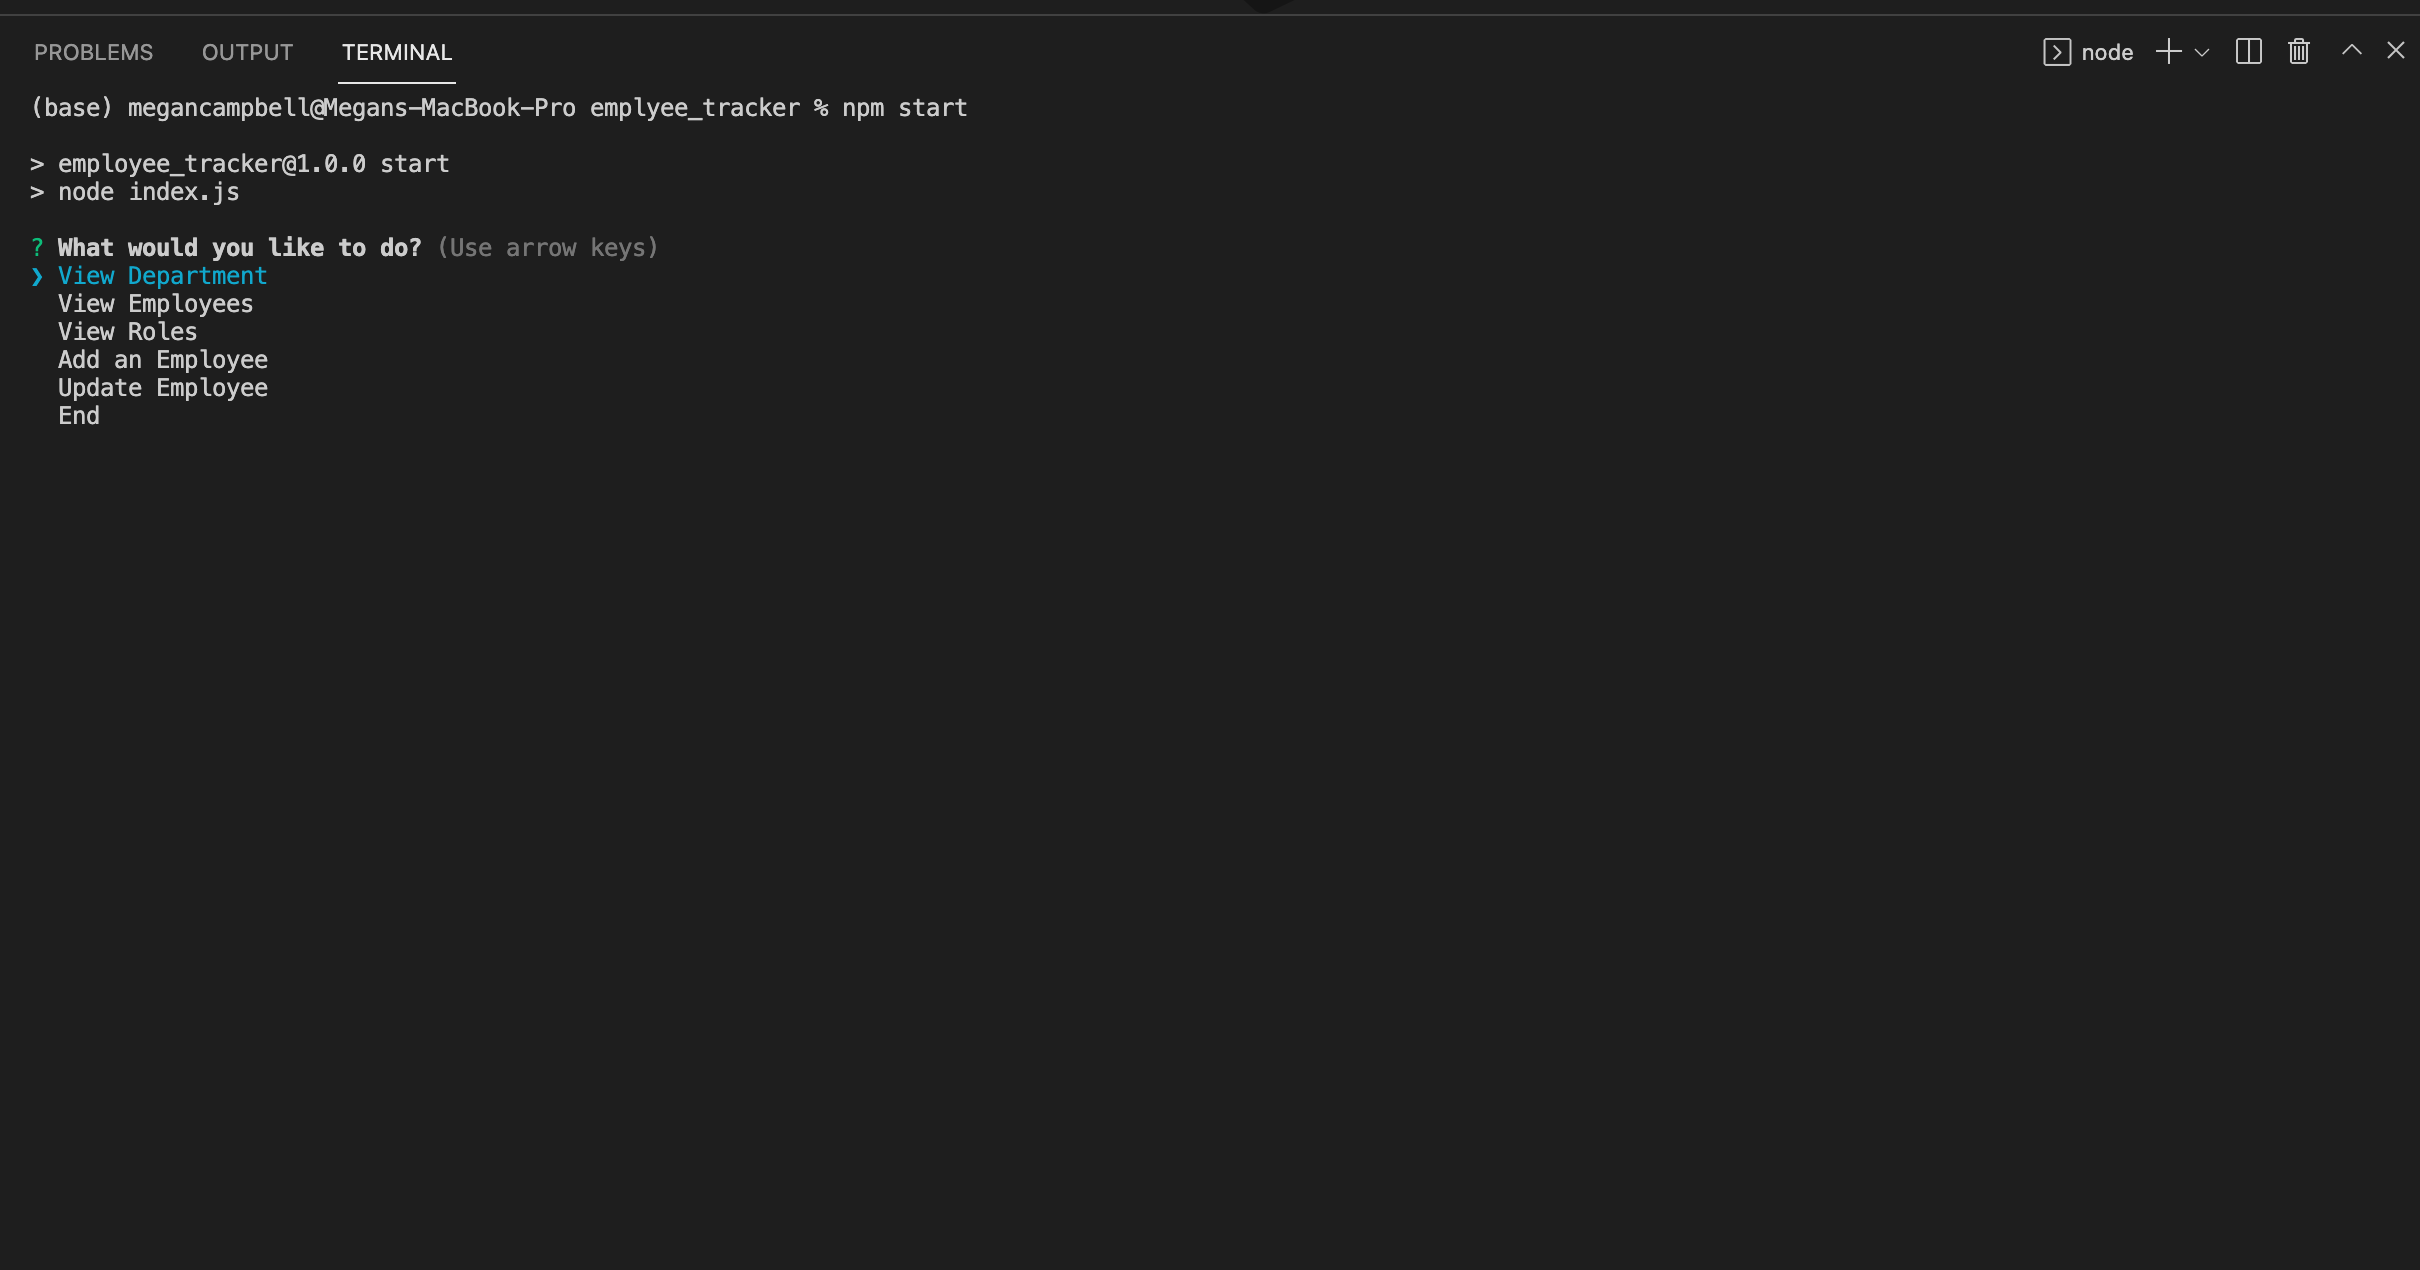 PROBLEMS OUTPUT TERMINAL node
(base) megancampbell@Megans-MacBook-Pro emplyee_tracker % npm start
> employee_tracker@1.0.0 start
> node index.js
? What would you like to do? (Use arrow keys)
❯ View Department
View Employees
View Roles
Add an Employee
Update Employee
End